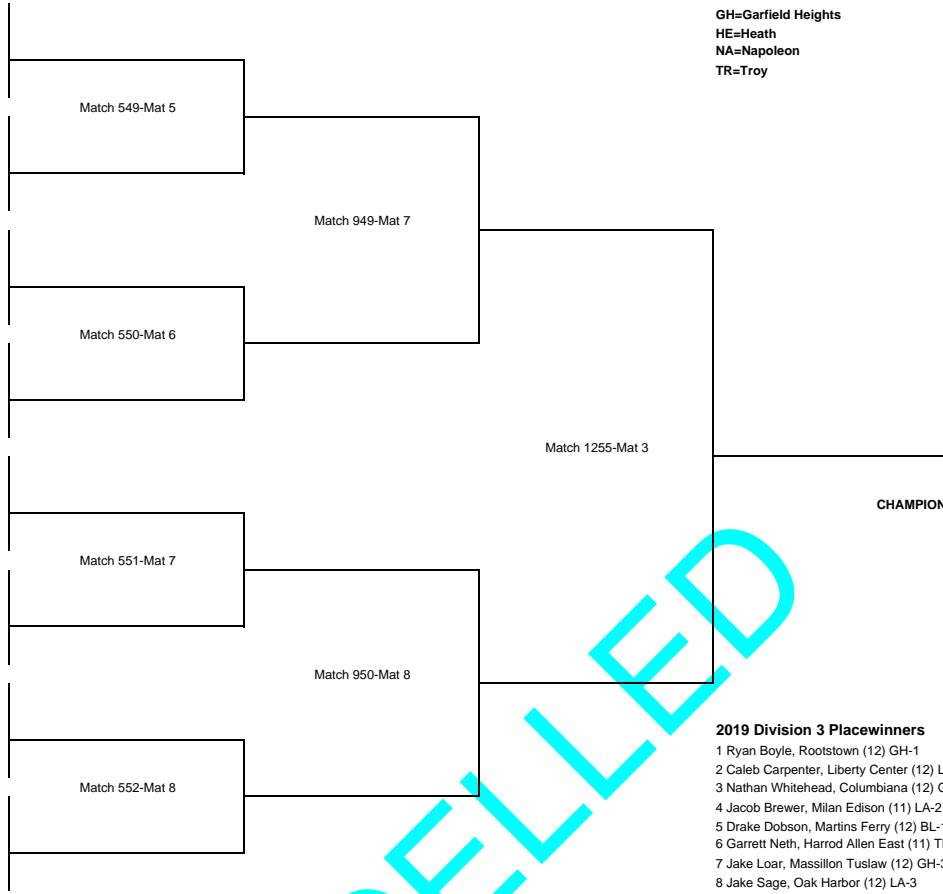 GH=Garfield Heights
HE=Heath
NA=Napoleon
TR=Troy
Match 549-Mat 5
Match 949-Mat 7
Match 550-Mat 6
Match 1255-Mat 3
CHAMPION
Match 551-Mat 7
Match 950-Mat 8
Match 552-Mat 8
ELLED
2019 Division 3 Placewinners
1 Ryan Boyle, Rootstown (12) GH-1
2 Caleb Carpenter, Liberty Center (12) L
3 Nathan Whitehead, Columbiana (12) G
4 Jacob Brewer, Milan Edison (11) LA-2
5 Drake Dobson, Martins Ferry (12) BL-1
6 Garrett Neth, Harrod Allen East (11) T
7 Jake Loar, Massillon Tuslaw (12) GH-3
8 Jake Sage, Oak Harbor (12) LA-3